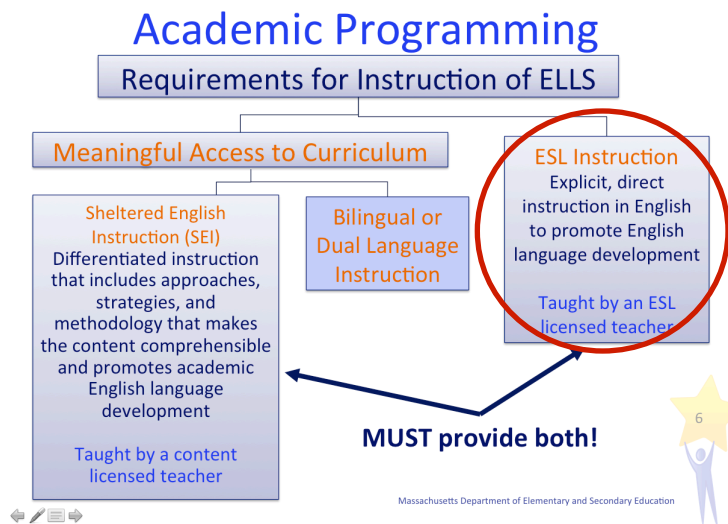 Academic Programming
Requirements for Instruction of ELLS
Meaningful Access to Curriculum
Sheltered English
Instruction (SEI)
Differentiated instruction
that includes approaches,
strategies, and
methodology that makes
the content comprehensible
and promotes academic
English language
development
Taught by a content
licensed teacher
Bilingual or
Dual Language
Instruction
ESL Instruction
Explicit, direct
instruction in English
to promote English
language development
Taught by an ESL
licensed teacher
MUST provide both!
6
Massachusetts Department of Elementary and Secondary Education